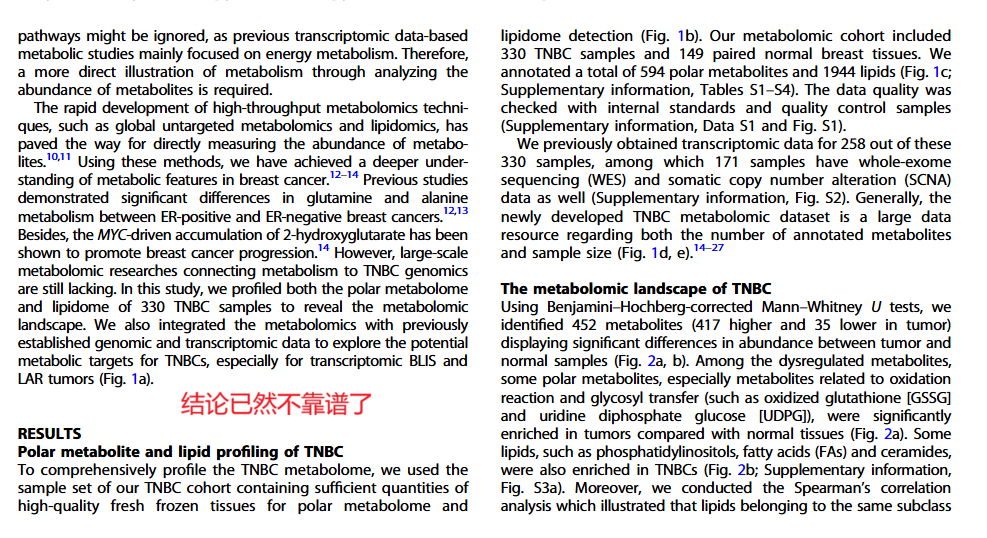 pathways might be ignored, as previous transcriptomic data-based
metabolic studies mainly focused on energy metabolism. Therefore,
a more direct illustration of metabolism through analyzing the
abundance of metabolites is required.
The rapid development of high-throughput metabolomics techni-
ques, such as global untargeted metabolomics and lipidomics, has
paved the way for directly measuring the abundance of metabo-
lites.10,11 Using these methods, we have achieved a deeper under-
standing of metabolic features in breast cancer.12–14 Previous studies
demonstrated significant differences in glutamine and alanine
metabolism between ER-positive and ER-negative breast cancers.12,13
Besides, the MYC-driven accumulation of 2-hydroxyglutarate has been
shown to promote breast cancer progression.14 However, large-scale
metabolomic researches connecting metabolism to TNBC genomics
are still lacking. In this study, we profiled both the polar metabolome
and lipidome of 330 TNBC samples to reveal the metabolomic
landscape. We also integrated the metabolomics with previously
established genomic and transcriptomic data to explore the potential
metabolic targets for TNBCs, especially for transcriptomic BLIS and
LAR tumors (Fig. 1a).
结论已然不靠谱了
RESULTS
Polar metabolite and lipid profiling of TNBC
To comprehensively profile the TNBC metabolome, we used the
sample set of our TNBC cohort containing sufficient quantities of
high-quality fresh frozen tissues for polar metabolome and
lipidome detection (Fig. 1b). Our metabolomic cohort included
330 TNBC samples and 149 paired normal breast tissues. We
annotated a total of 594 polar metabolites and 1944 lipids (Fig. 1c;
Supplementary information, Tables S1–S4). The data quality was
checked with internal standards and quality control samples
(Supplementary information, Data S1 and Fig. S1).
We previously obtained transcriptomic data for 258 out of these
330 samples, among which 171 samples have whole-exome
sequencing (WES) and somatic copy number alteration (SCNA)
data as well (Supplementary information, Fig. S2). Generally, the
newly developed TNBC metabolomic dataset is a large data
resource regarding both the number of annotated metabolites
and sample size (Fig. 1d, e).14–27
The metabolomic landscape of TNBC
Using Benjamini–Hochberg-corrected Mann–Whitney U tests, we
identified 452 metabolites (417 higher and 35 lower in tumor)
displaying significant differences in abundance between tumor and
normal samples (Fig. 2a, b). Among the dysregulated metabolites,
some polar metabolites, especially metabolites related to oxidation
reaction and glycosyl transfer (such as oxidized glutathione [GSSG]
and uridine diphosphate glucose [UDPG]), were significantly
enriched in tumors compared with normal tissues (Fig. 2a). Some
lipids, such as phosphatidylinositols, fatty acids (FAs) and ceramides,
were also enriched in TNBCs (Fig. 2b; Supplementary information,
Fig. S3a). Moreover, we conducted the Spearman's correlation
analysis which illustrated that lipids belonging to the same subclass